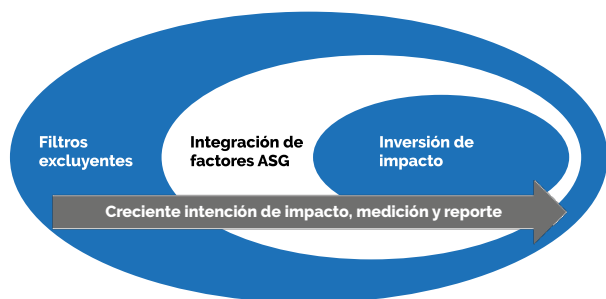 Filtros
excluyentes
Integración de
factores ASG
Inversión de
impacto
Creciente intención de impacto, medición y reporte